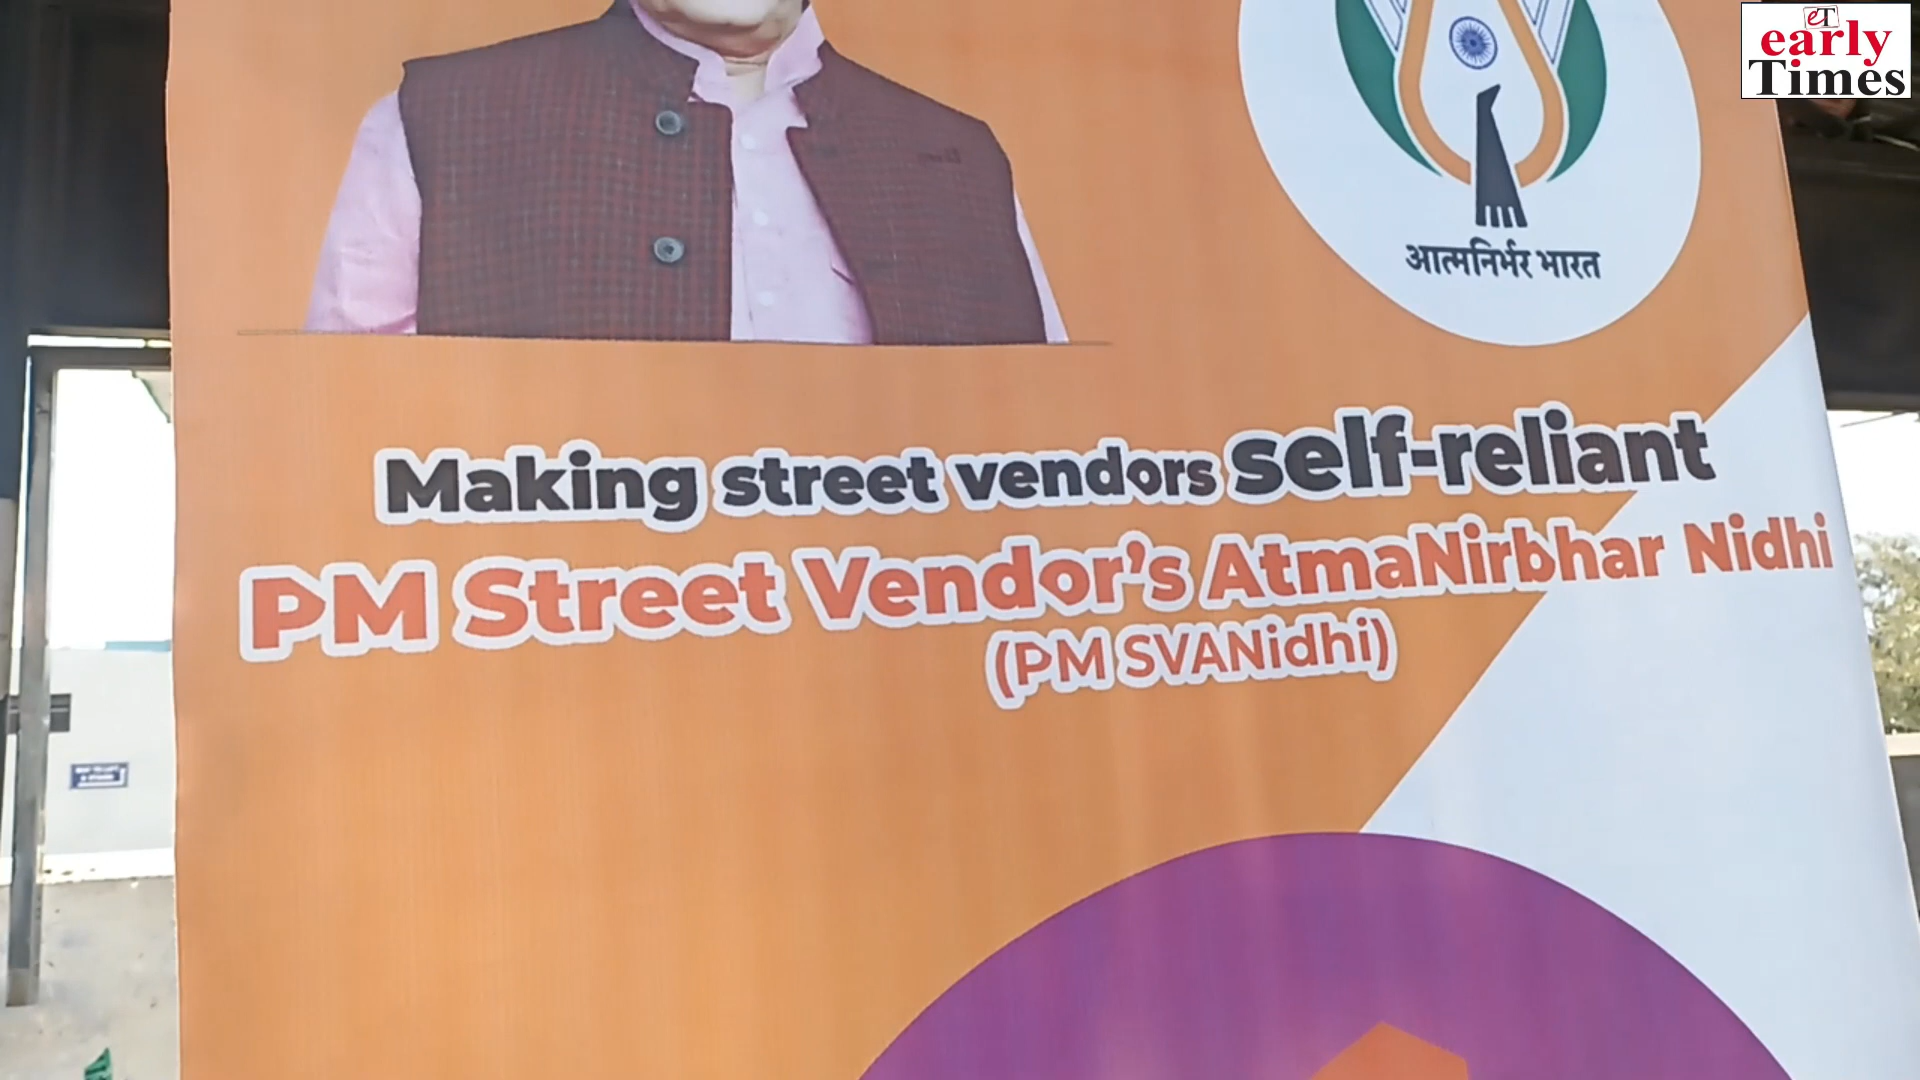 eT
early
Times
आत्मनिर्भर भारत
Making street vendors self-reliant
PM Street Vendor's AtmaNirbhar Nidhi
(PM SVANidhi)